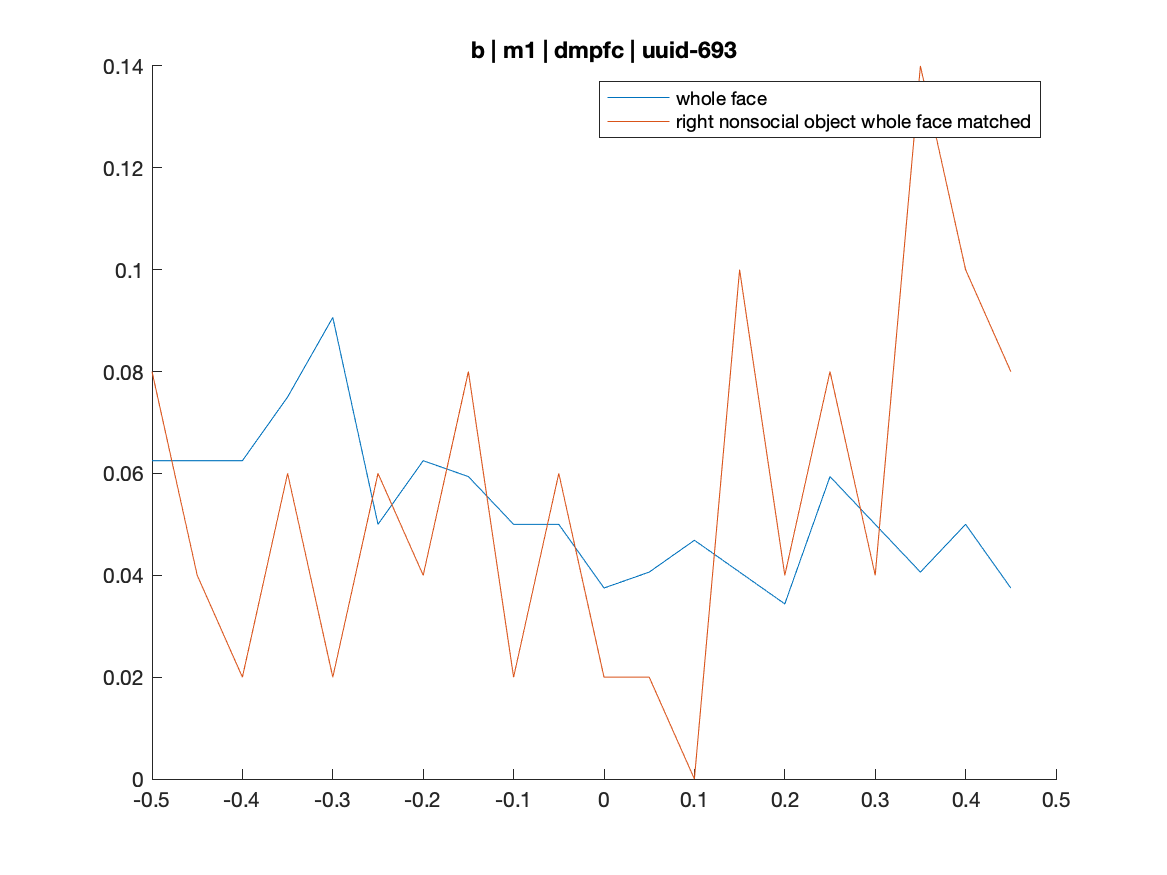 b | m1 | dmpfc | uuid-693
0.14
whole face
right nonsocial object whole face matched
0.12
0.1
0.08
0.06
0.04
0.02
0
-0.5 -0.4 -0.3 -0.2 -0.1 0 0.1 0.2 0.3 0.4 0.5